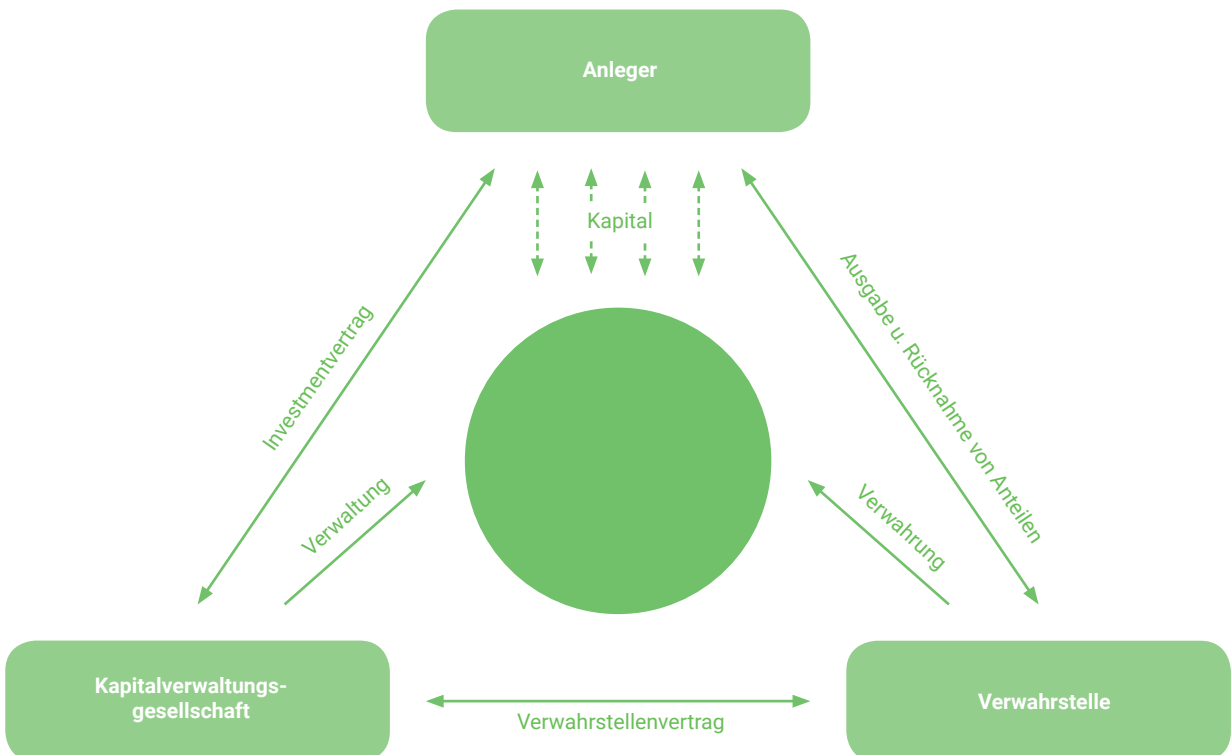 Anleger
Kapital
Investmentvertrag
Ausgabe u. Rücknahme von Anteilen
Verwaltung
Verwahrung
Kapitalverwaltungs-
gesellschaft
Verwahrstellenvertrag
Verwahrstelle